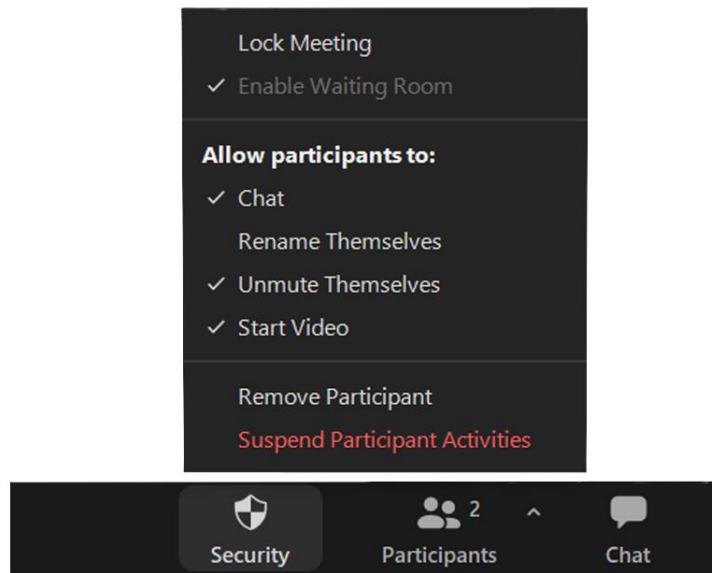 Lock Meeting
Enable Waiting Room
Allow participants to:
Chat
Rename Themselves
Unmute Themselves
Start Video
Remove Participant
Suspend Participant Activities
2
Security Participants Chat